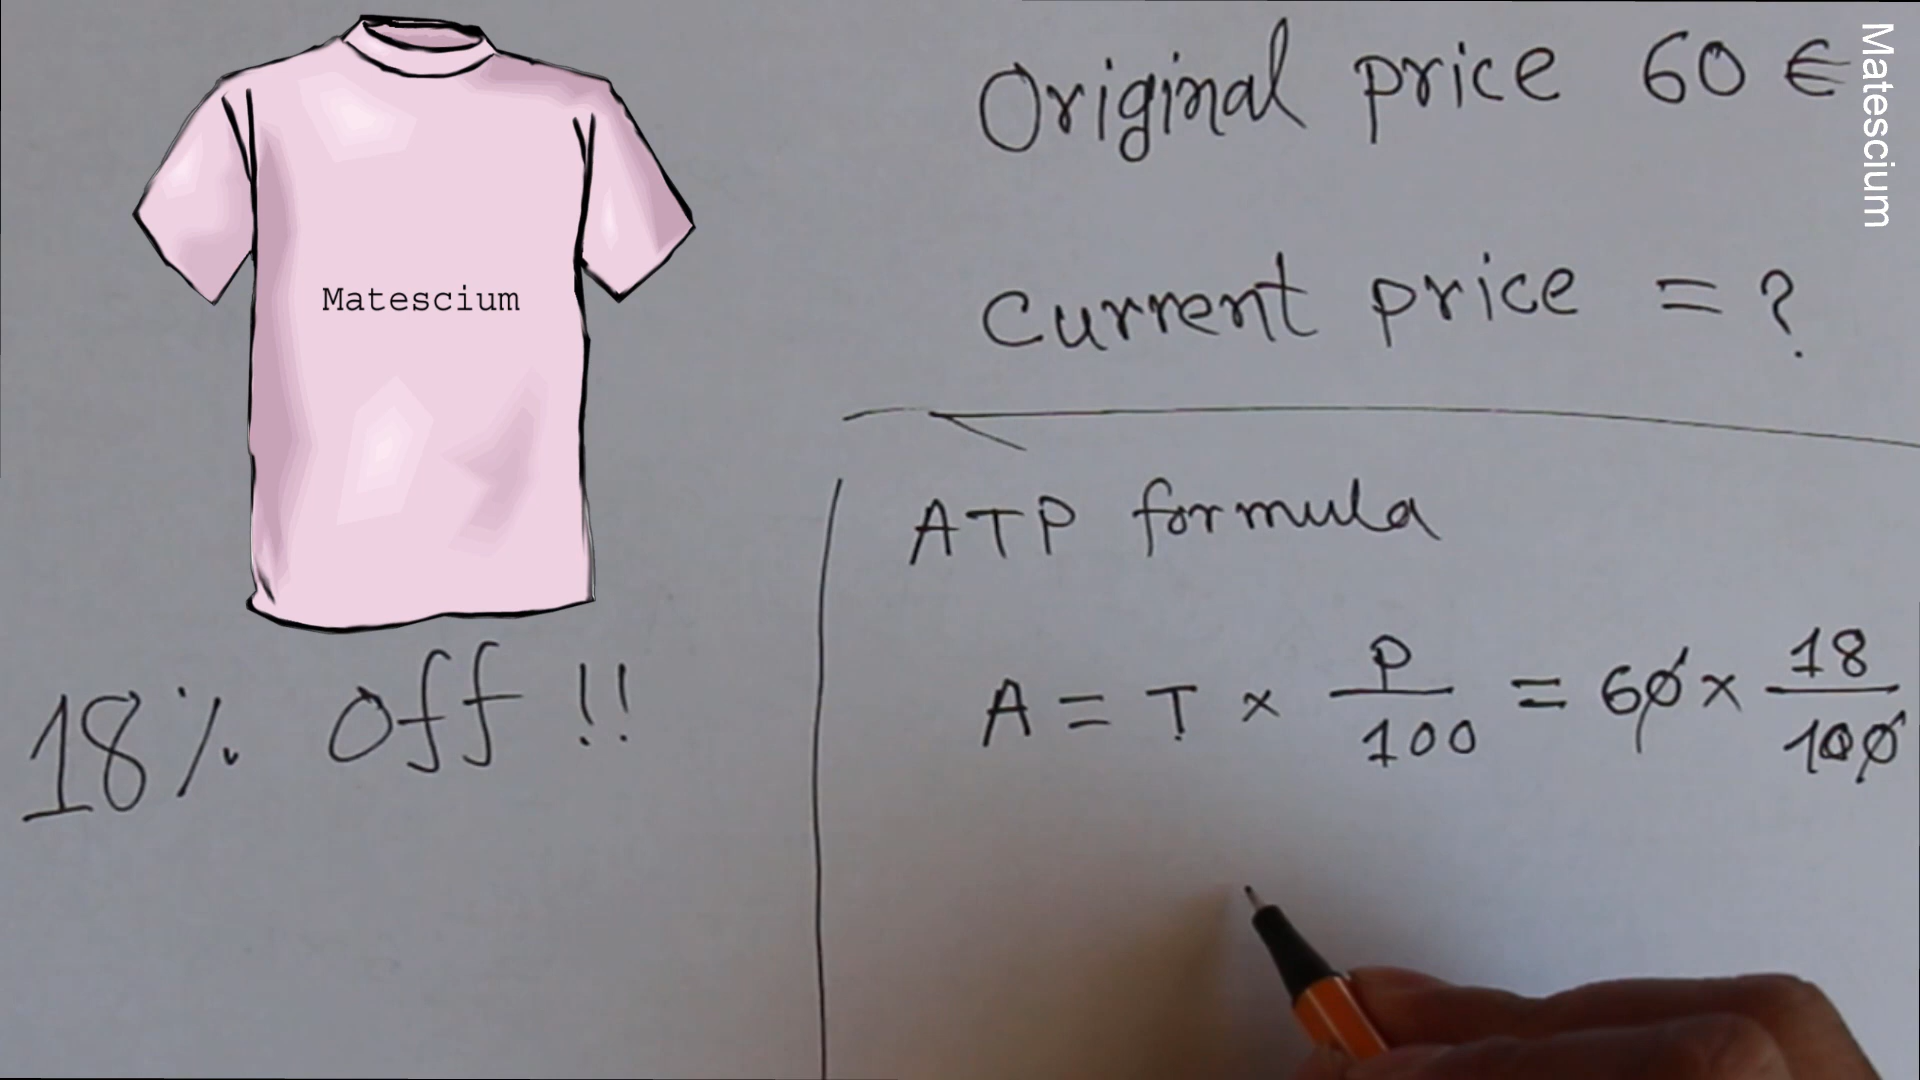 Matescium
18% off !!
Original price 60 €
Current price = ?
ATP formula
A = T × P/100 = 60 × 18/100
Matescium